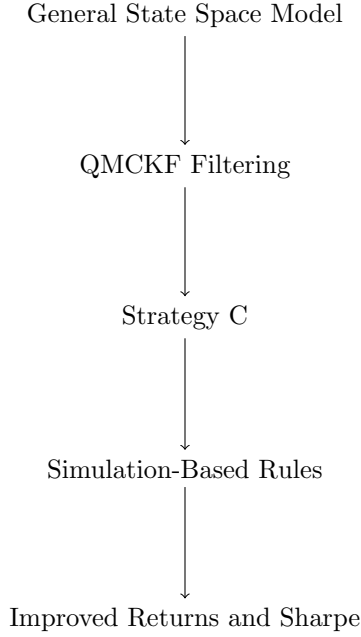 General State Space Model
QMCKF Filtering
Strategy C
Simulation-Based Rules
Improved Returns and Sharpe